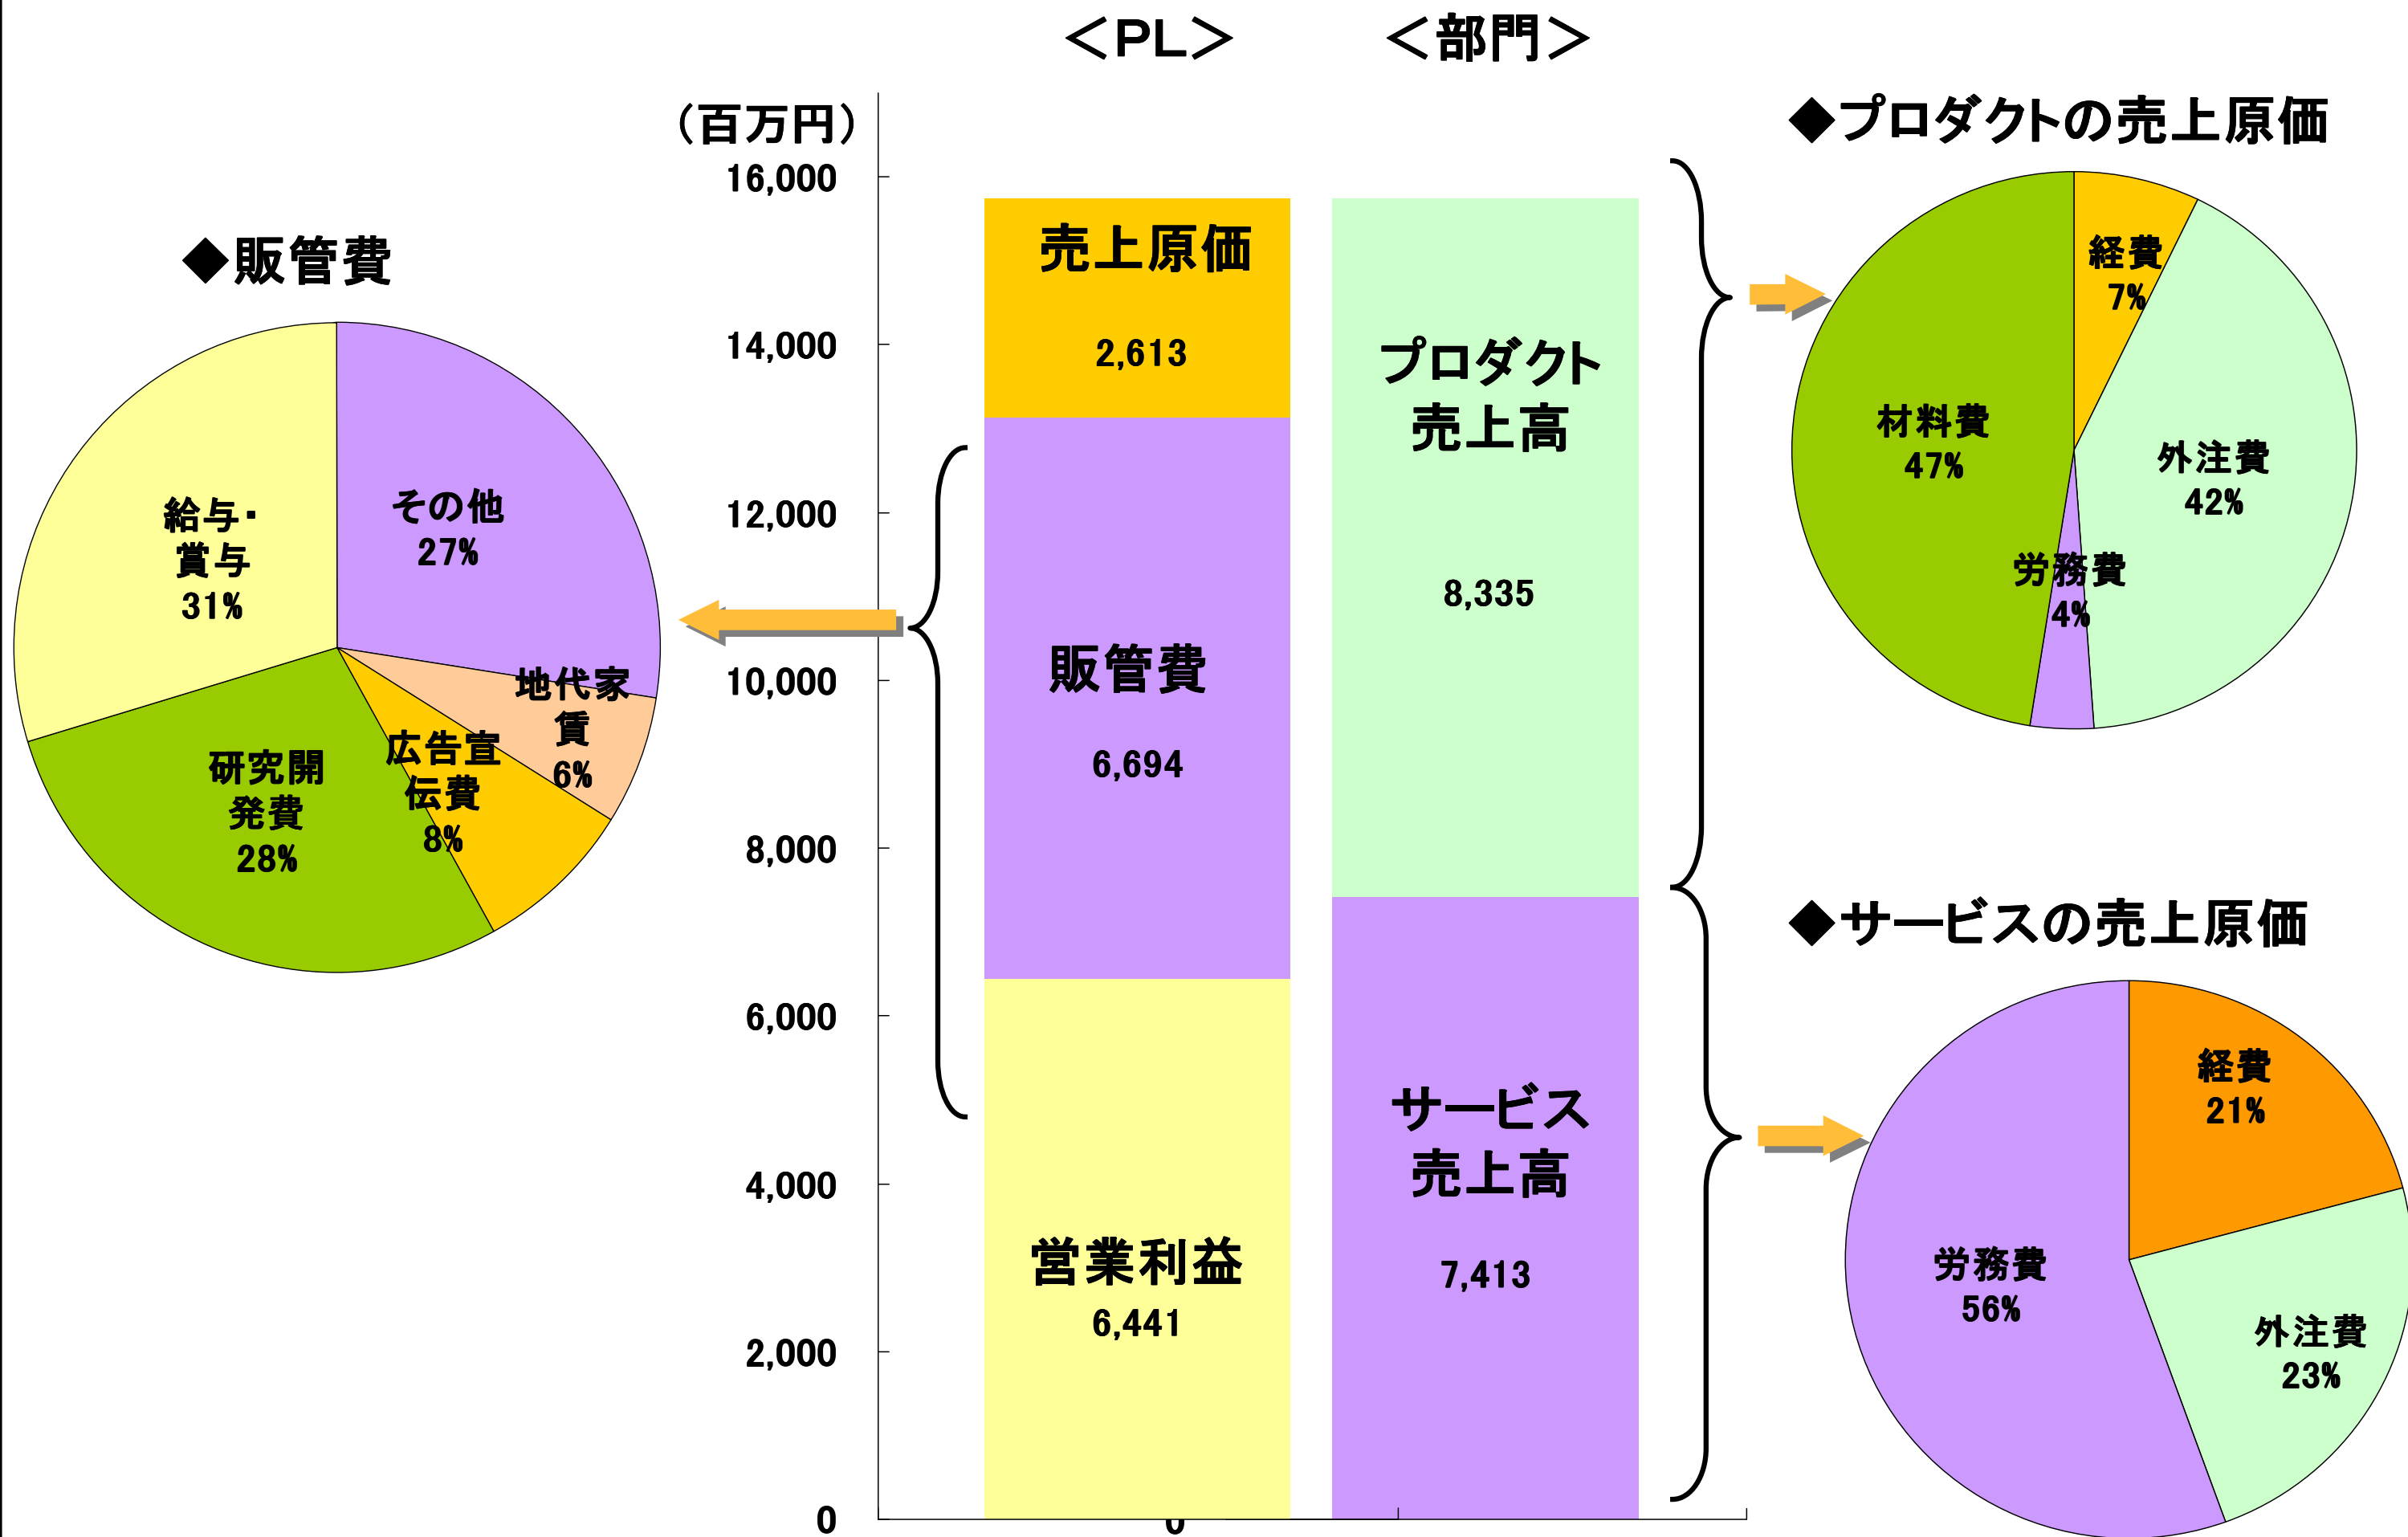 ＜PL＞
＜部門＞
（百万円）
16,000
14,000
12,000
10,000
8,000
6,000
4,000
2,000
0
0
◆販管費
その他
27%
地代家
賃
6%
広告宣
伝費
8%
研究開
発費
28%
給与・
賞与
31%
売上原価
2,613
販管費
6,694
営業利益
6,441
プロダクト
売上高
8,335
サービス
売上高
7,413
◆プロダクトの売上原価
経費
7%
外注費
42%
労務費
4%
材料費
47%
◆サービスの売上原価
経費
21%
外注費
23%
労務費
56%